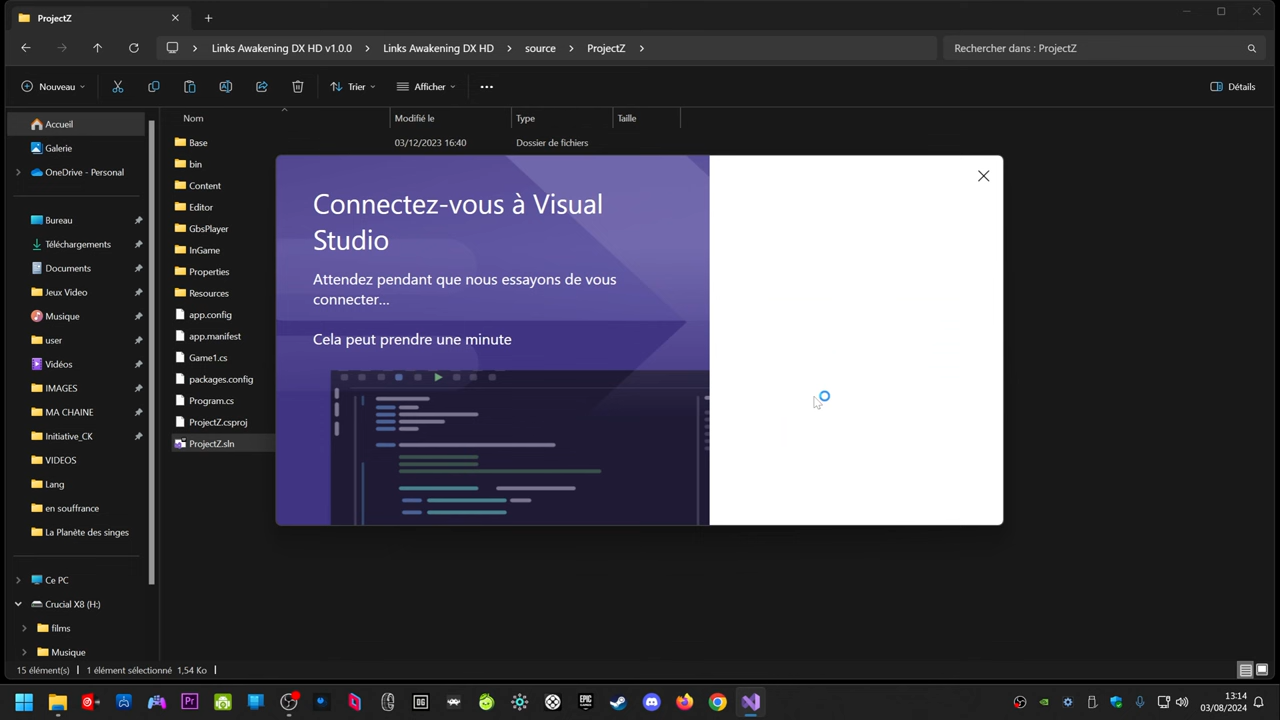 ProjectZ
Links Awakening DX HD v1.0.0 > Links Awakening DX HD > source > ProjectZ >
Rechercher dans : ProjectZ
Nouveau
Trier
Afficher
Détails
Nom
Modifié le
Type
Taille
Accueil
Galerie
OneDrive - Personal
Bureau
Téléchargements
Documents
Jeux Video
Musique
user
Vidéos
IMAGES
MA CHAINE
Initiative_CK
VIDEOS
Lang
en souffrance
La Planète des singes
Ce PC
Crucial X8 (H:)
films
Musique
Base
03/12/2023 16:40
Dossier de fichiers
bin
Content
Editor
GbsPlayer
InGame
Properties
Resources
app.config
app.manifest
Game1.cs
packages.config
Program.cs
ProjectZ.csproj
ProjectZ.sln
Connectez-vous à Visual
Studio
Attendez pendant que nous essayons de vous
connecter...
Cela peut prendre une minute
15 élément(s)
1 élément sélectionné 1,54 Ko
Pr
OG
EPIC
GAMES
13:14
03/08/2024